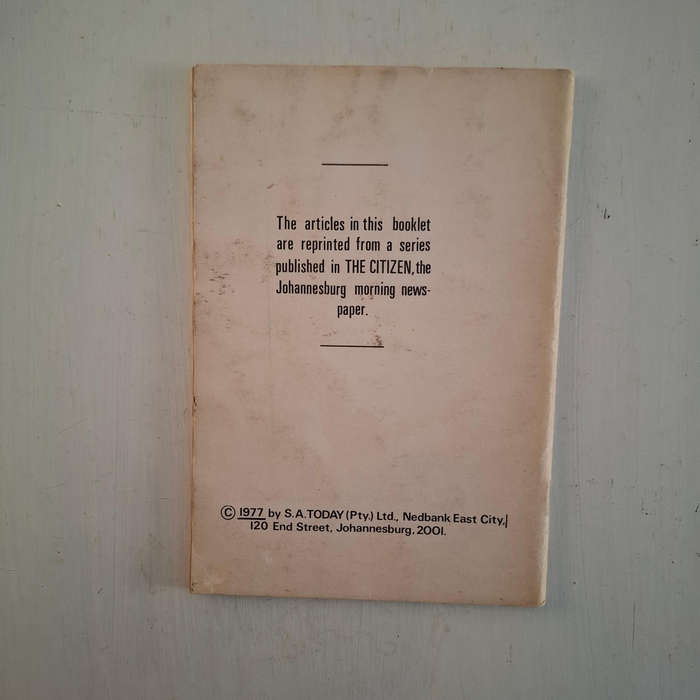 The articles in this booklet
are reprinted from a series
published in THE CITIZEN, the
Johannesburg morning news-
paper.
© 1977 by S.A. TODAY (Pty.) Ltd., Nedbank East City,
120 End Street, Johannesburg, 2001.